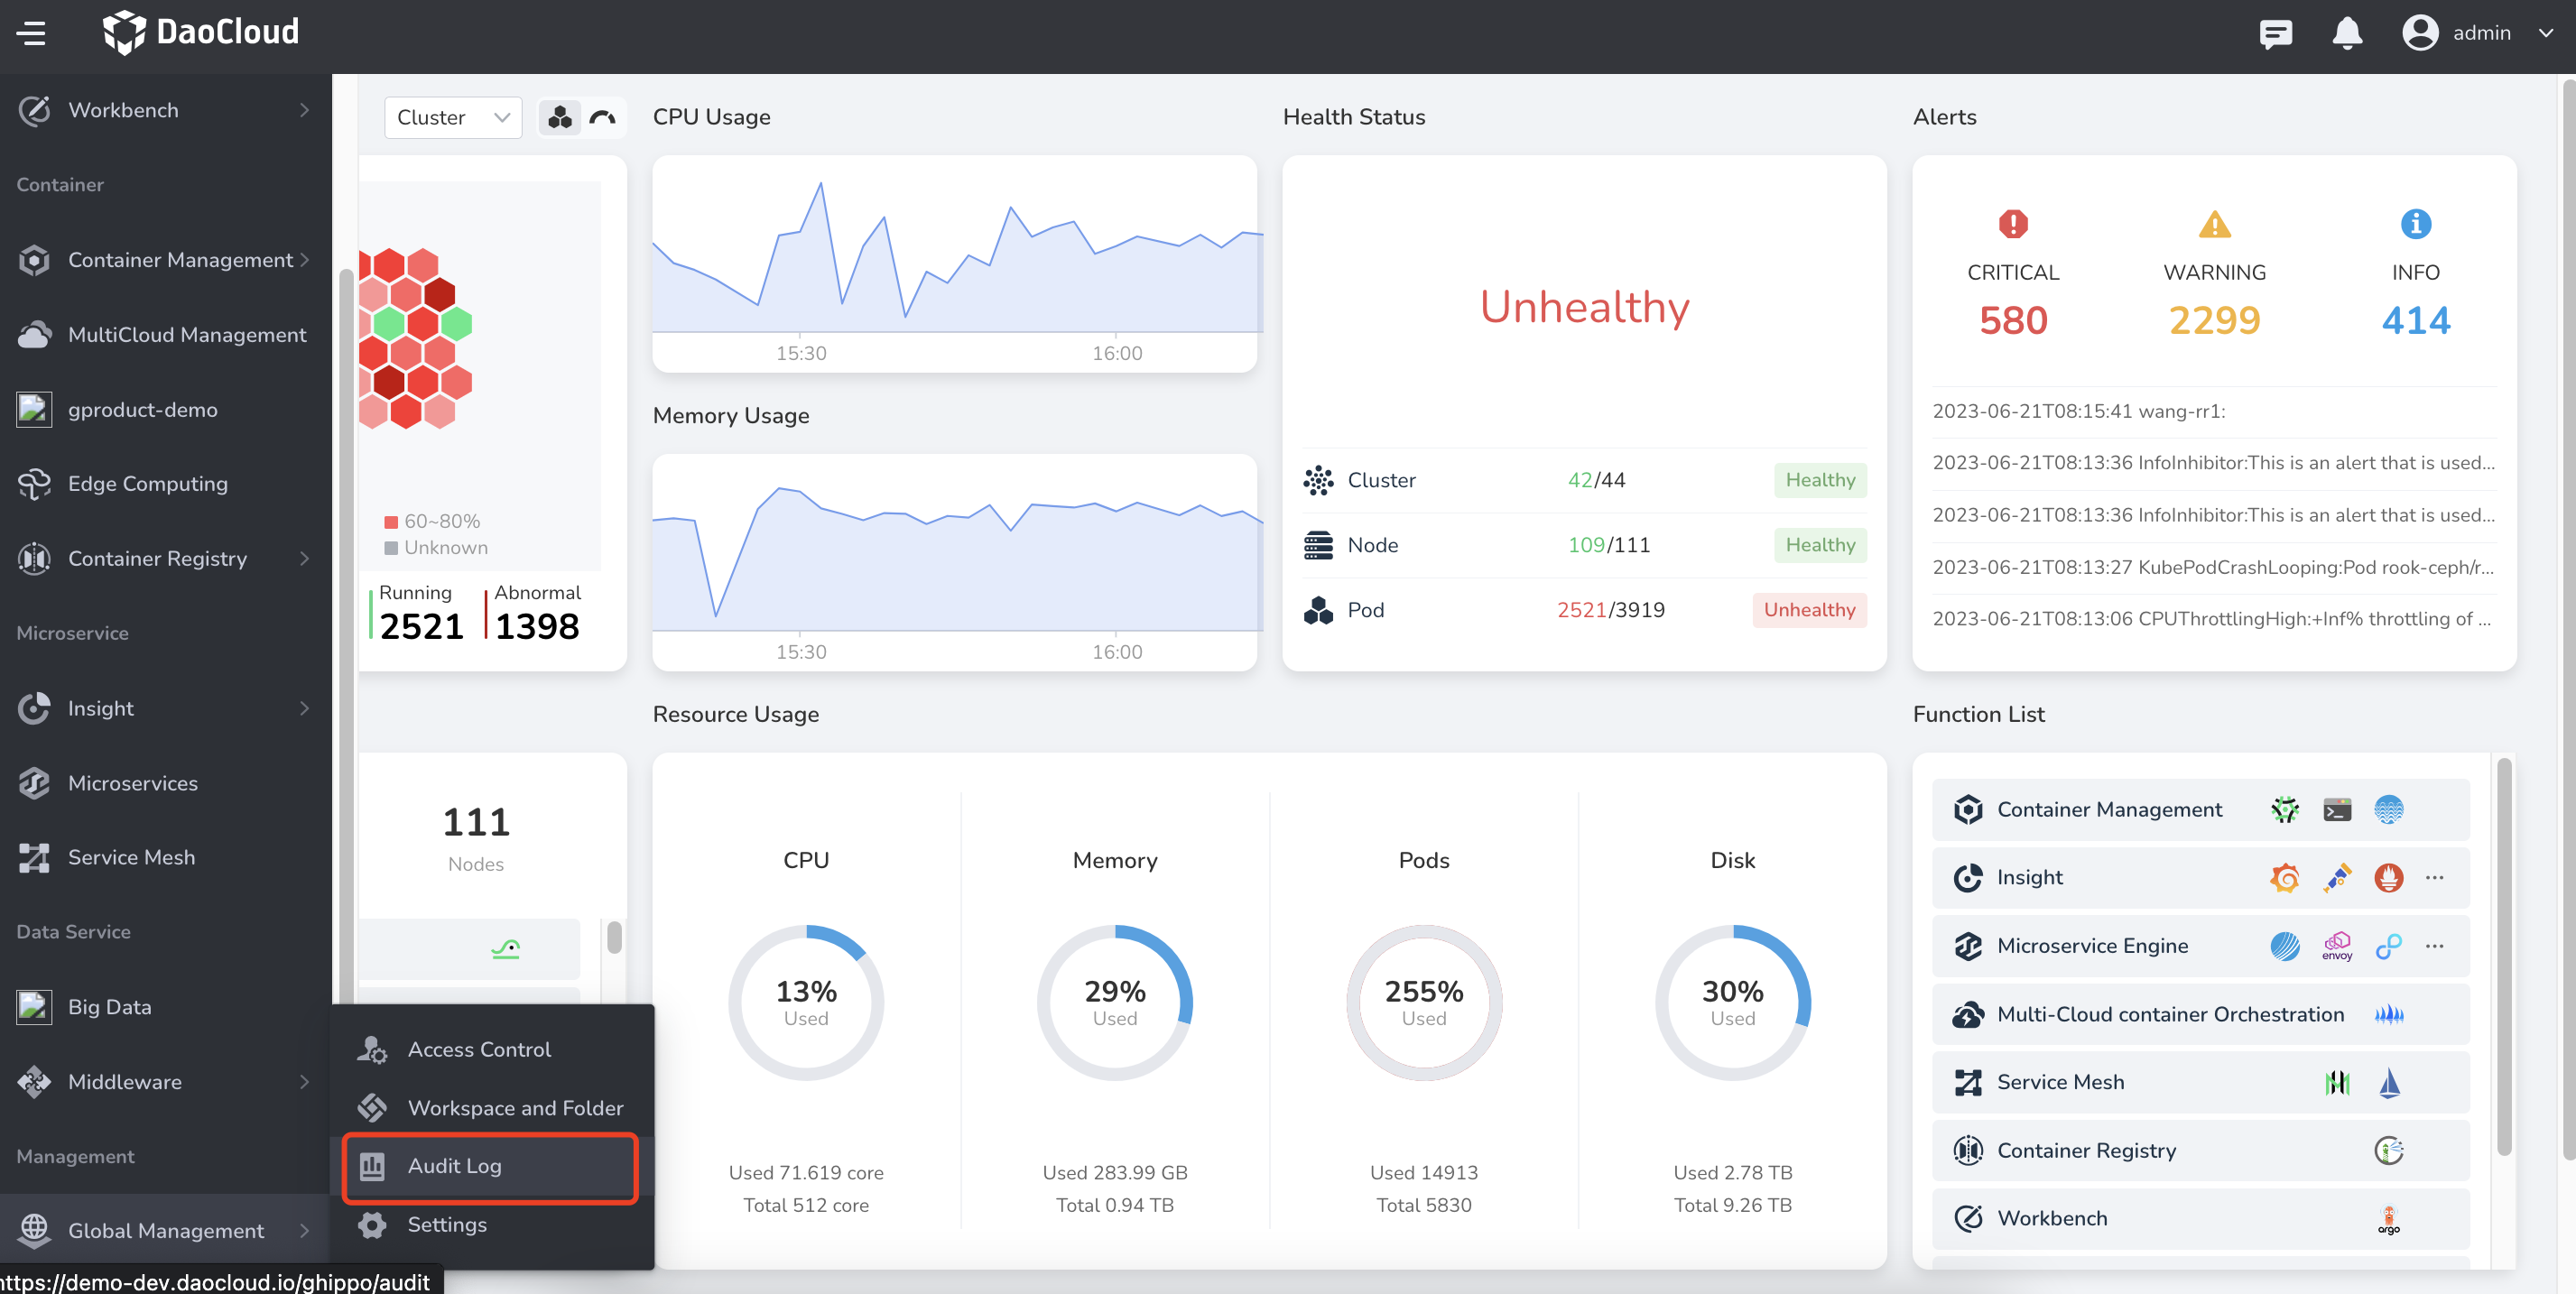 DaoCloud
admin
Workbench
Container
Container Management
MultiCloud Management
gproduct-demo
Edge Computing
Container Registry
Microservice
Insight
Microservices
Service Mesh
Data Service
Big Data
Middleware
Management
Global Management
Access Control
Workspace and Folder
Audit Log
Settings
https://demo-dev.daocloud.io/ghippo/audit
Cluster
60~80%
Unknown
Running
2521
Abnormal
1398
111
Nodes
CPU Usage
15:30 16:00
Memory Usage
15:30 16:00
Health Status
Unhealthy
Cluster 42/44 Healthy
Node 109/111 Healthy
Pod 2521/3919 Unhealthy
Alerts
CRITICAL WARNING INFO
580 2299 414
2023-06-21T08:15:41 wang-rr1:
2023-06-21T08:13:36 InfoInhibitor:This is an alert that is used...
2023-06-21T08:13:36 InfoInhibitor:This is an alert that is used...
2023-06-21T08:13:27 KubePodCrashLooping:Pod rook-ceph/r...
2023-06-21T08:13:06 CPUThrottlingHigh:+Inf% throttling of ...
Resource Usage
CPU
13%
Used
Used 71.619 core
Total 512 core
Memory
29%
Used
Used 283.99 GB
Total 0.94 TB
Pods
255%
Used
Used 14913
Total 5830
Disk
30%
Used
Used 2.78 TB
Total 9.26 TB
Function List
Container Management
Insight ...
Microservice Engine envoy ...
Multi-Cloud container Orchestration
Service Mesh
Container Registry
Workbench argo